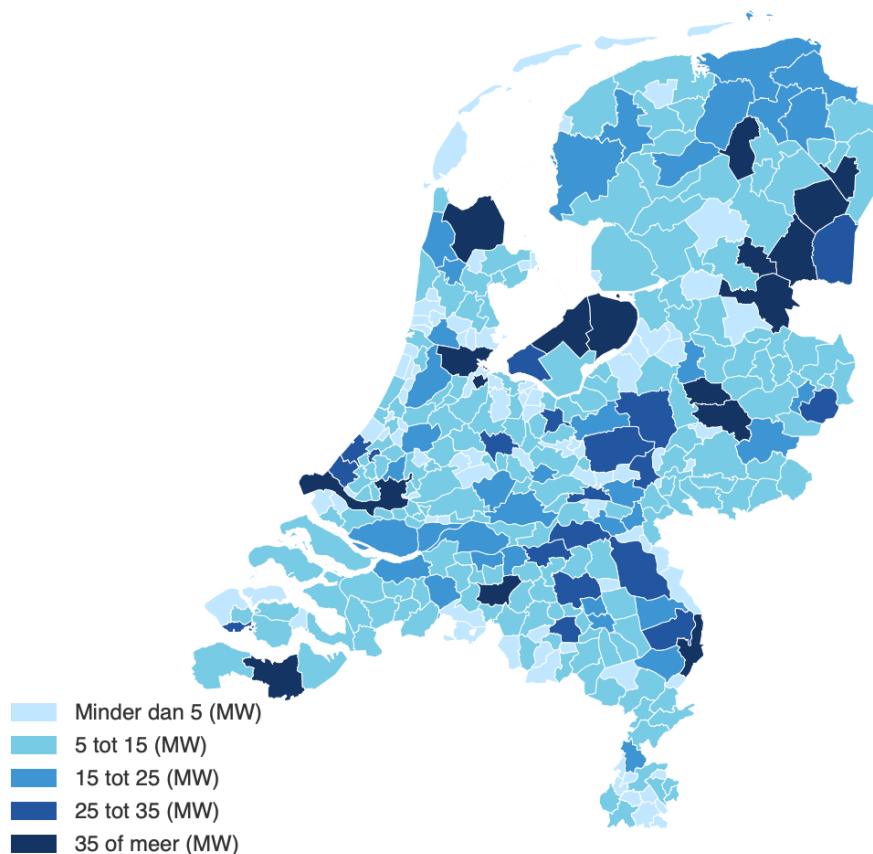 Minder dan 5 (MW)
5 tot 15 (MW)
15 tot 25 (MW)
25 tot 35 (MW)
35 of meer (MW)